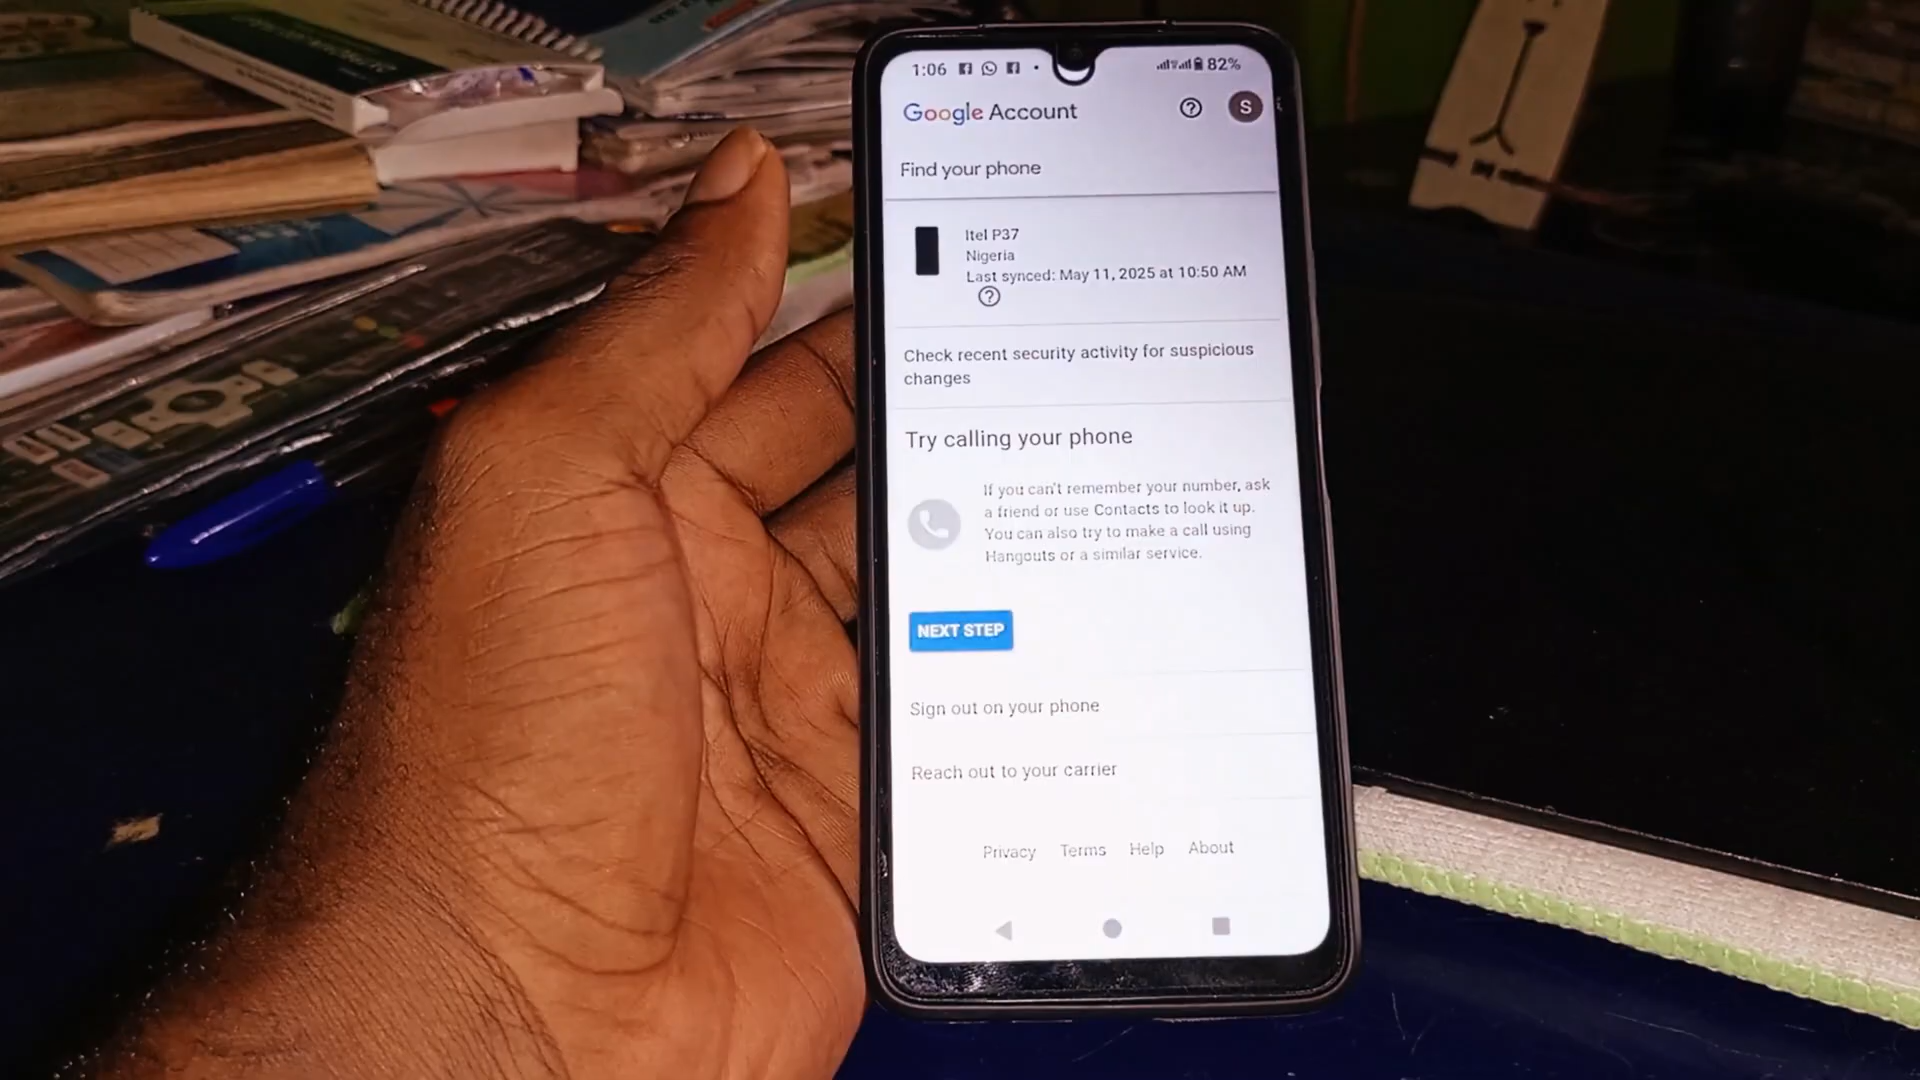 1:06
82%
Google Account
S
Find your phone
Itel P37
Nigeria
Last synced: May 11, 2025 at 10:50 AM
Check recent security activity for suspicious
changes
Try calling your phone
If you can't remember your number, ask
a friend or use Contacts to look it up.
You can also try to make a call using
Hangouts or a similar service.
NEXT STEP
Sign out on your phone
Reach out to your carrier
Privacy Terms Help About